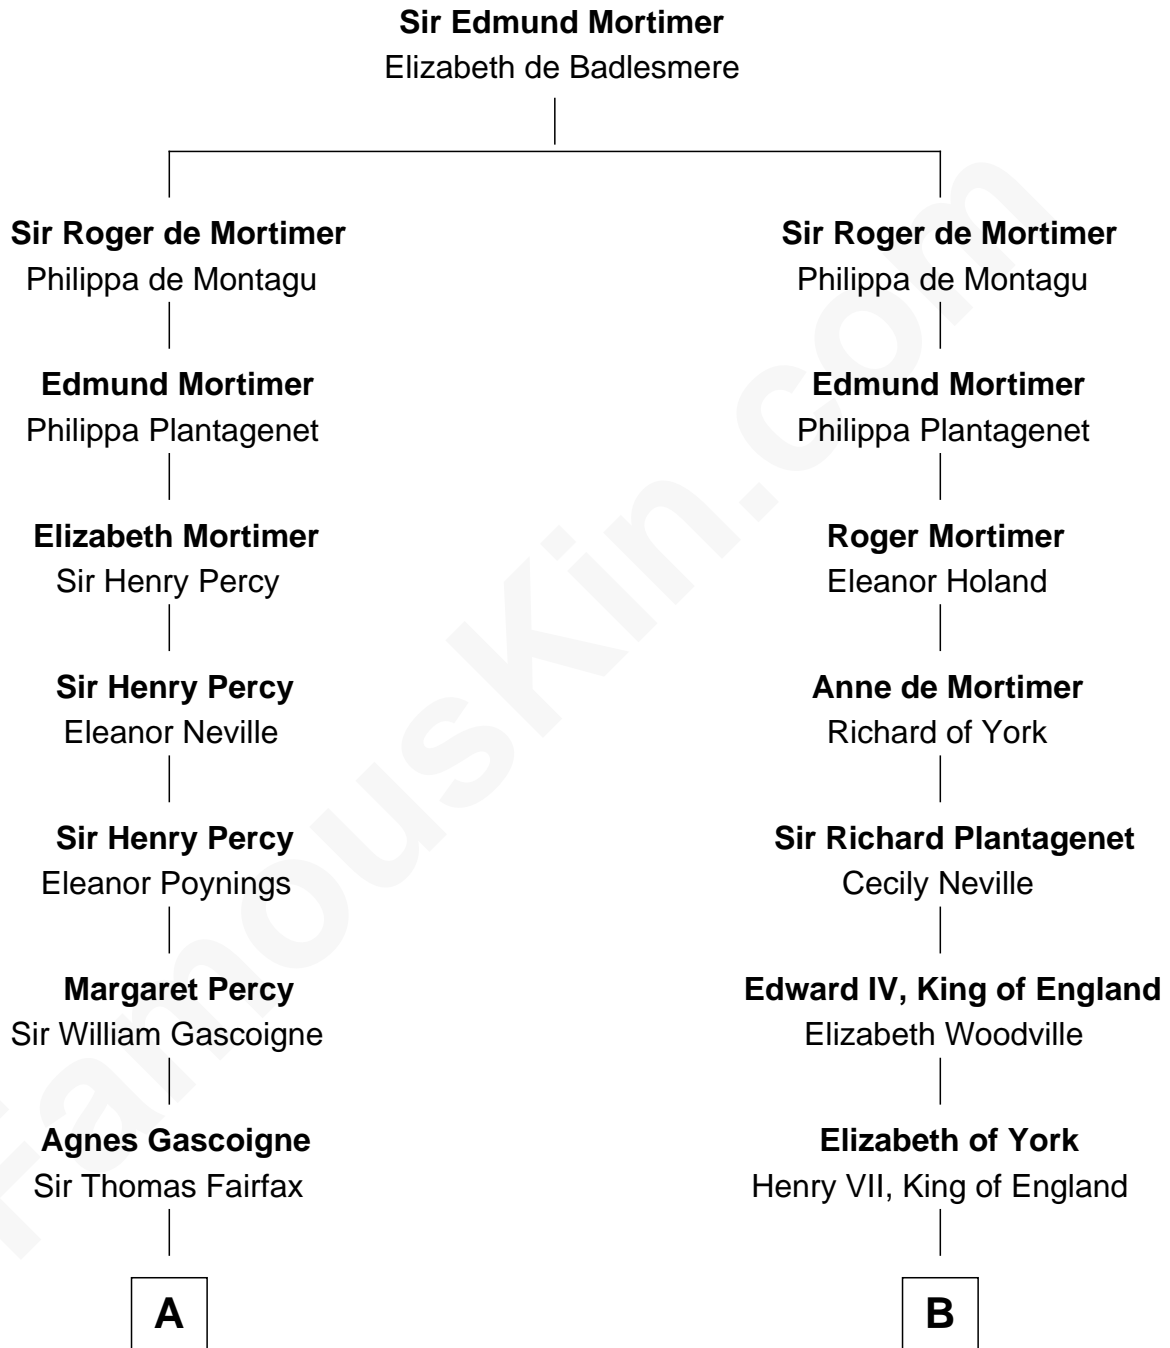 Sir Edmund Mortimer
Elizabeth de Badlesmere
Sir Roger de Mortimer
Philippa de Montagu
Edmund Mortimer
Philippa Plantagenet
Elizabeth Mortimer
Sir Henry Percy
Sir Henry Percy
Eleanor Neville
Sir Henry Percy
Eleanor Poynings
Margaret Percy
Sir William Gascoigne
Agnes Gascoigne
Sir Thomas Fairfax
A
Sir Roger de Mortimer
Philippa de Montagu
Edmund Mortimer
Philippa Plantagenet
Roger Mortimer
Eleanor Holand
Anne de Mortimer
Richard of York
Sir Richard Plantagenet
Cecily Neville
Edward IV, King of England
Elizabeth Woodville
Elizabeth of York
Henry VII, King of England
B
FamousKin.com